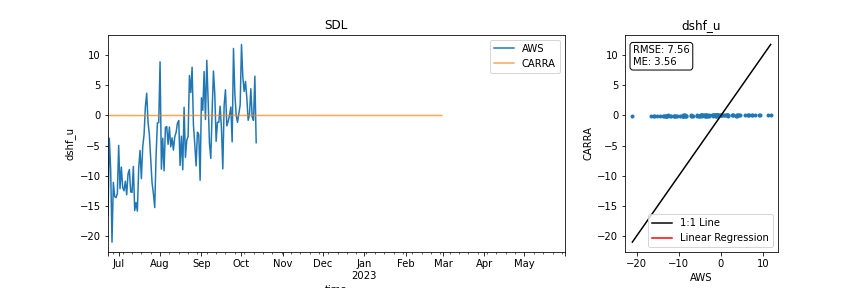 SDL
AWS
CARRA
10
5
0
−5
−10
−15
−20
dshf_u
Jul Aug Sep Oct Nov Dec Jan Feb Mar Apr May
2023
dshf_u
RMSE: 7.56
ME: 3.56
10
5
0
−5
−10
−15
−20
CARRA
1:1 Line
Linear Regression
−20 −10 0 10
AWS